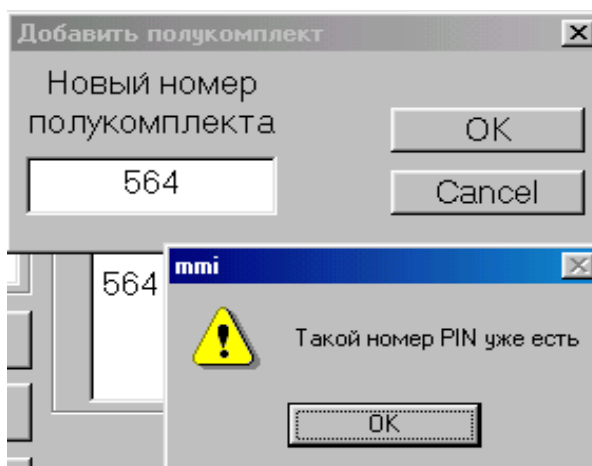 Добавить полукомплект
Новый номер
полукомплекта
564
OK
Cancel
564
mmi
Такой номер PIN уже есть
OK